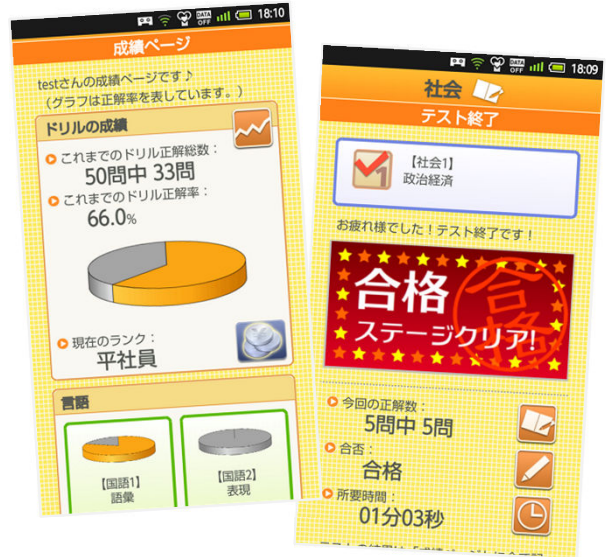 DATA OFF
18:10
成績ページ
testさんの成績ページです♪
(グラフは正解率を表しています。)
ドリルの成績
これまでのドリル正解総数:
50問中 33問
これまでのドリル正解率:
66.0%
現在のランク:
平社員
言語
【国語1】
語彙
【国語2】
表現
DATA OFF
18:09
社会
テスト終了
1
【社会1】
政治経済
お疲れ様でした!テスト終了です!
合格
ステージクリア!
合格
今回の正解数:
5問中 5問
合否:
合格
所要時間:
01分03秒